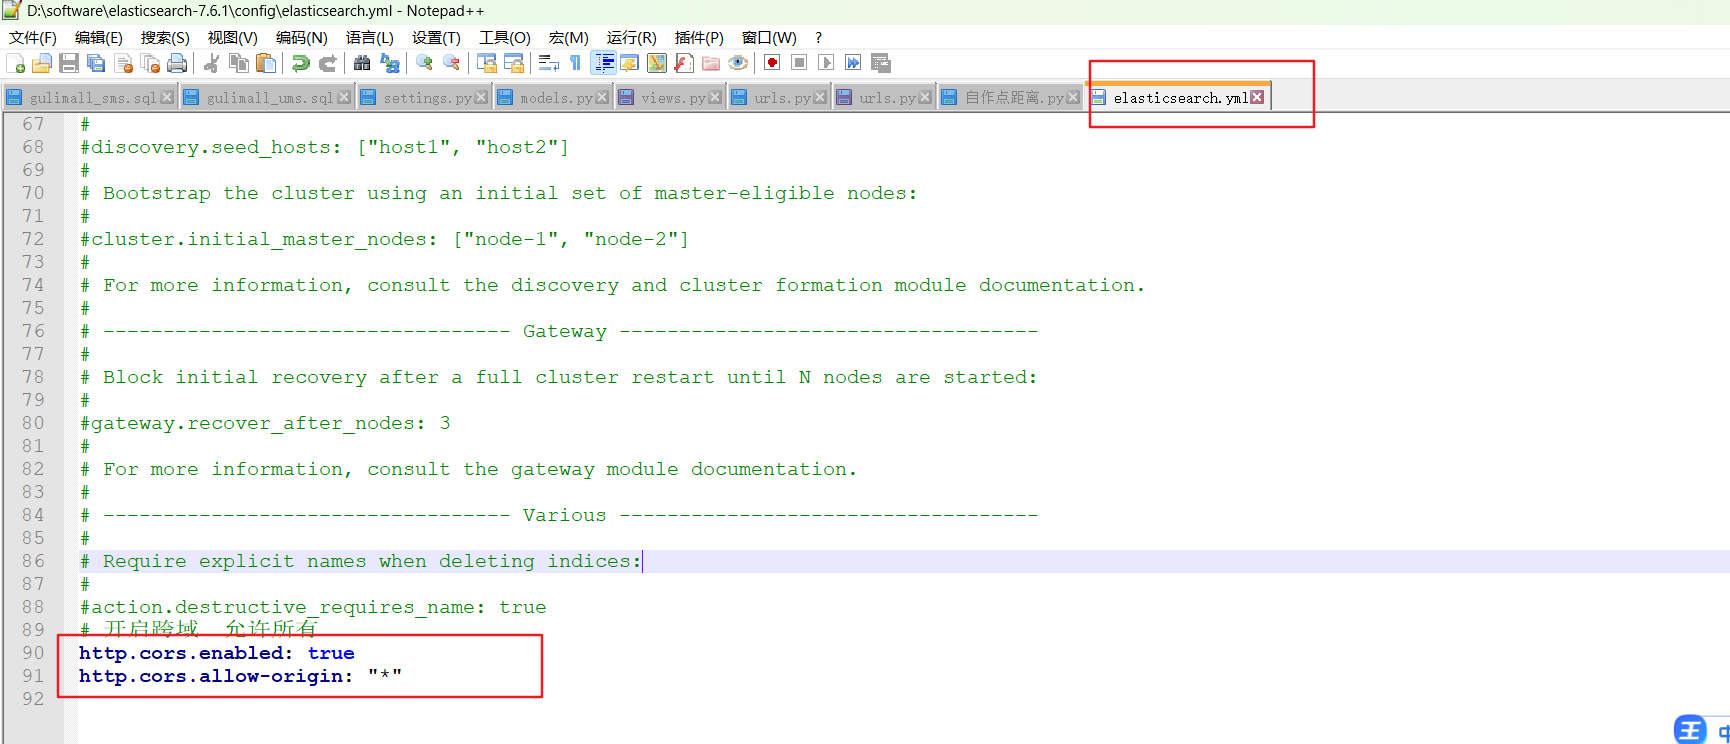 D:\software\elasticsearch-7.6.1\config\elasticsearch.yml - Notepad++
文件(F) 编辑(E) 搜索(S) 视图(V) 编码(N) 语言(L) 设置(T) 工具(O) 宏(M) 运行(R) 插件(P) 窗口(W) ?
gulimall_sms.sql gulimall_ums.sql settings.py models.py views.py urls.py urls.py 自作点距离.py elasticsearch.yml
67 #
68 #discovery.seed_hosts: ["host1", "host2"]
69 #
70 # Bootstrap the cluster using an initial set of master-eligible nodes:
71 #
72 #cluster.initial_master_nodes: ["node-1", "node-2"]
73 #
74 # For more information, consult the discovery and cluster formation module documentation.
75 #
76 # ---------------------------------- Gateway -----------------------------------
77 #
78 # Block initial recovery after a full cluster restart until N nodes are started:
79 #
80 #gateway.recover_after_nodes: 3
81 #
82 # For more information, consult the gateway module documentation.
83 #
84 # ---------------------------------- Various -----------------------------------
85 #
86 # Require explicit names when deleting indices:
87 #
88 #action.destructive_requires_name: true
89 # 开启跨域 允许所有
90 http.cors.enabled: true
91 http.cors.allow-origin: "*"
92
王 中